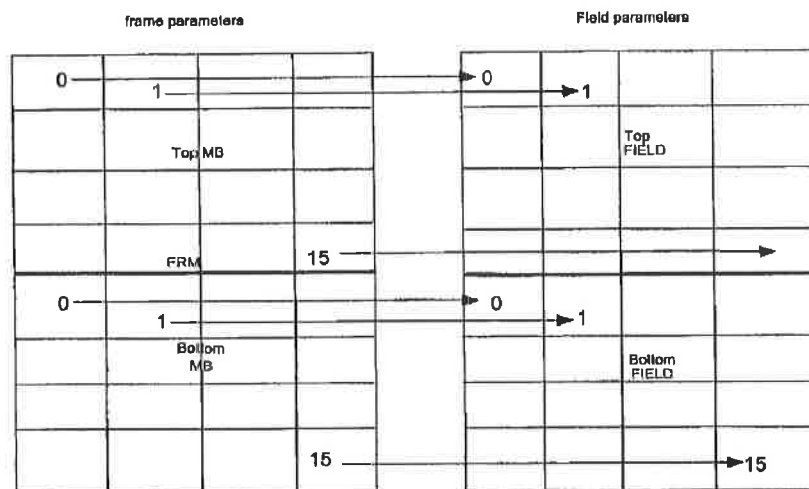 frame parameters
Field parameters
0 0
1 1
Top MB
Top
FIELD
FRM
15
0 0
1 1
Bottom
MB
Bottom
FIELD
15 15